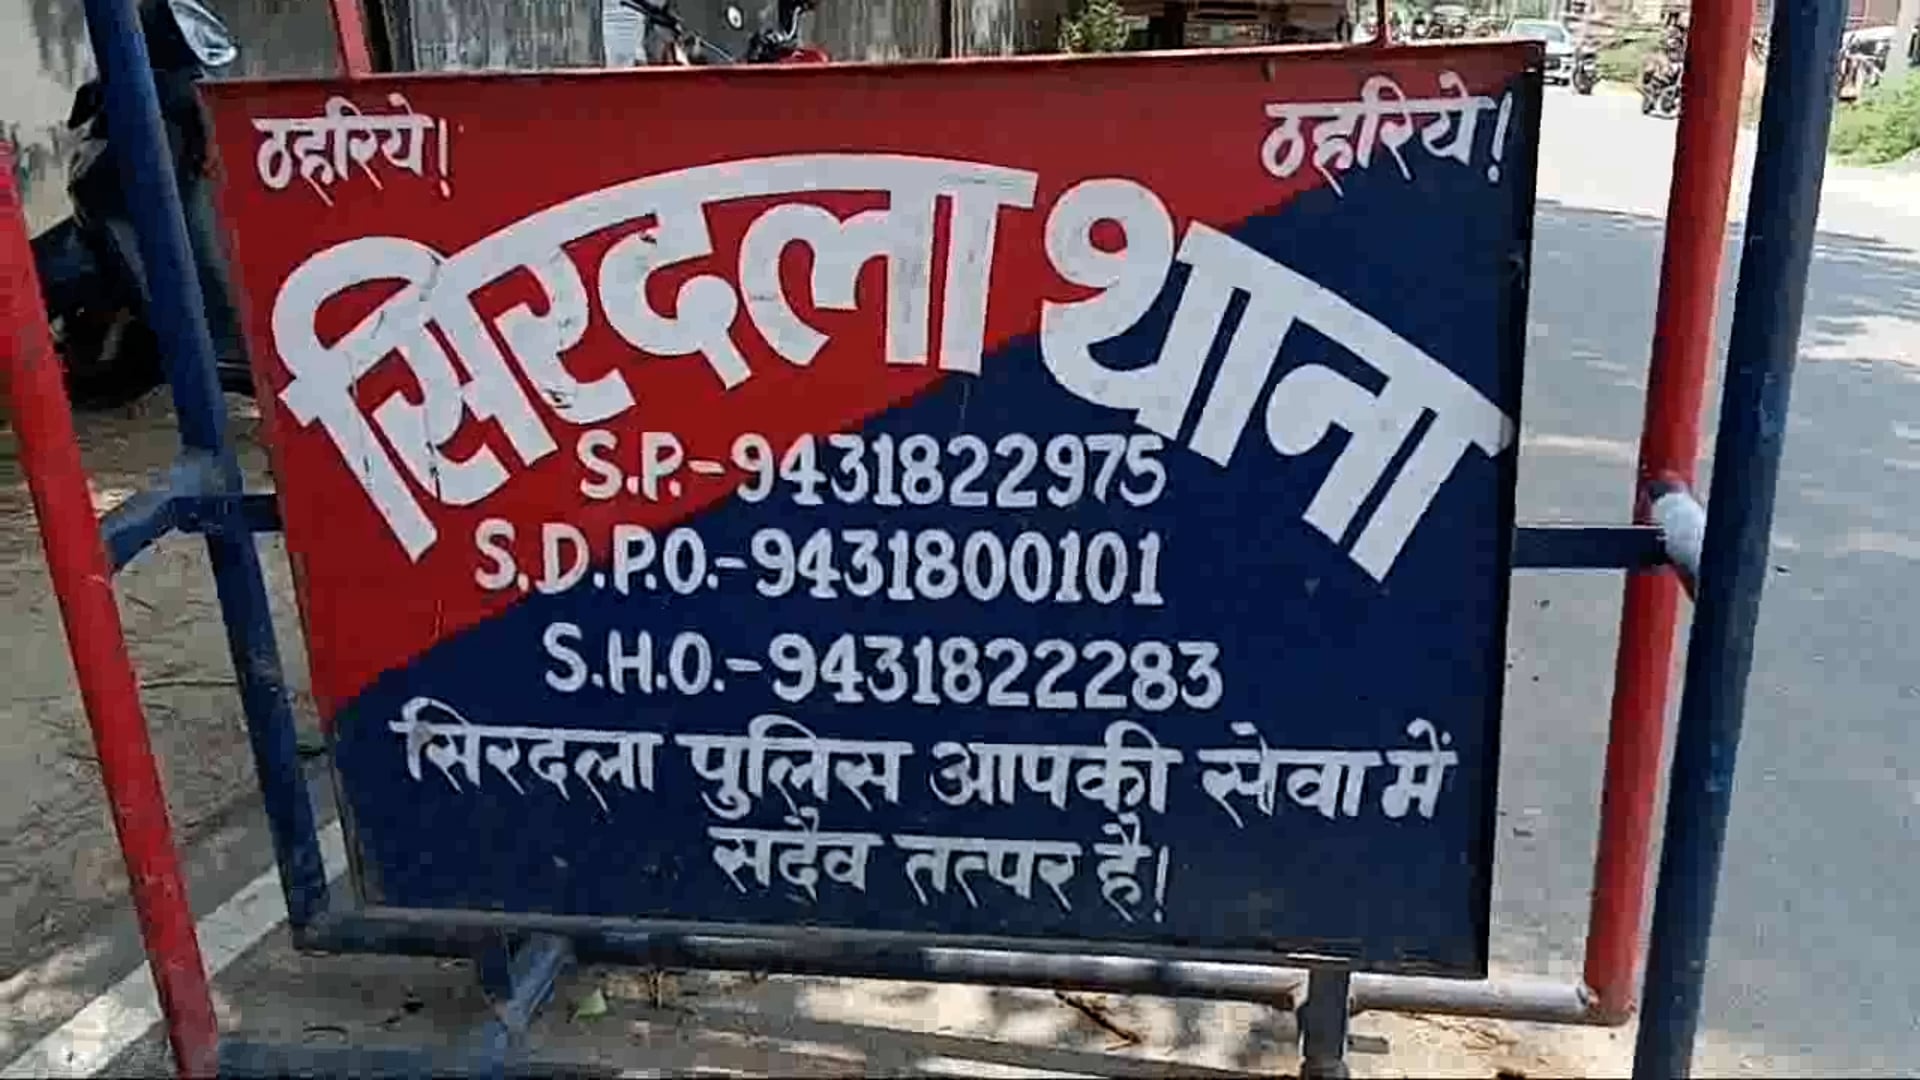 ठहरिये! ठहरिये!
सिरदला थाना
S.P.-9431822975
S.D.P.O.-9431800101
S.H.O.-9431822283
सिरदला पुलिस आपकी सेवा में
सदैव तत्पर है!